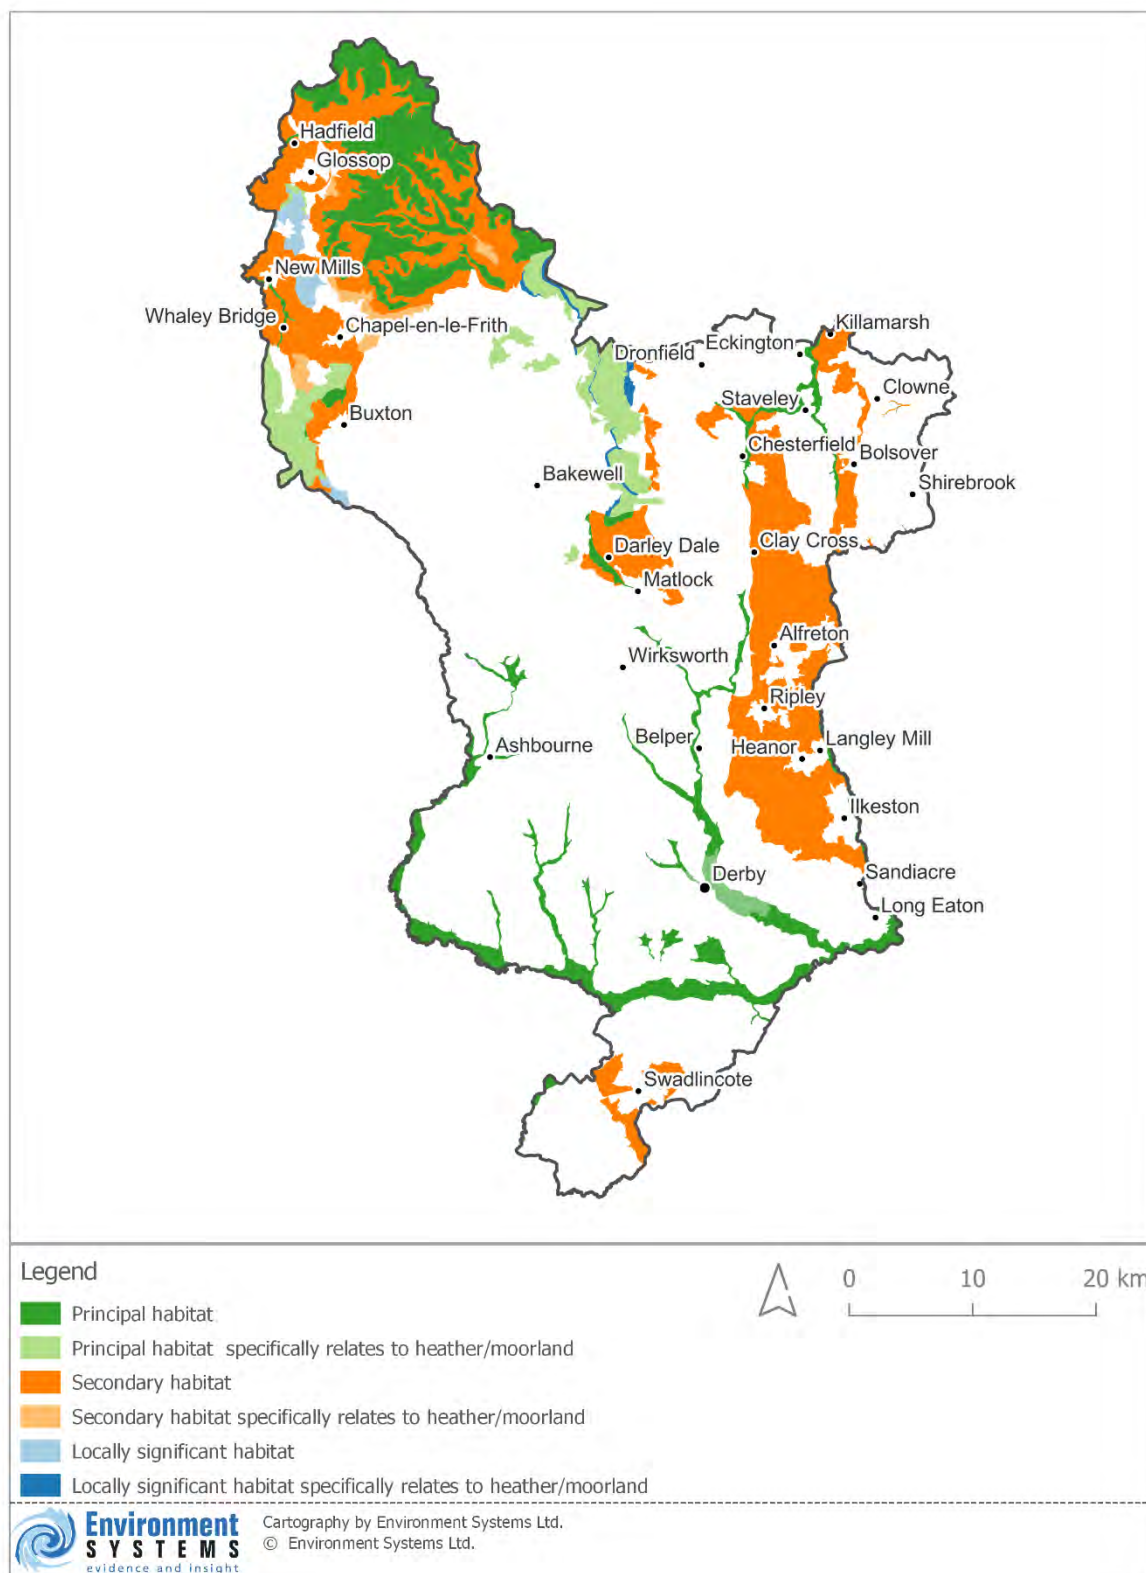 Hadfield
Glossop
New Mills
Whaley Bridge
Chapel-en-le-Frith
Killamarsh
Eckington
Dronfield
Clowne
Staveley
Buxton
Chesterfield
Bolsover
Bakewell
Shirebrook
Darley Dale
Clay Cross
Matlock
Alfreton
Wirksworth
Ripley
Ashbourne
Belper
Heanor
Langley Mill
Ilkeston
Derby
Sandiacre
Long Eaton
Swadlincote
Legend
0 10 20 km
Principal habitat
Principal habitat specifically relates to heather/moorland
Secondary habitat
Secondary habitat specifically relates to heather/moorland
Locally significant habitat
Locally significant habitat specifically relates to heather/moorland
Environment
SYSTEMS
evidence and insight
Cartography by Environment Systems Ltd.
© Environment Systems Ltd.